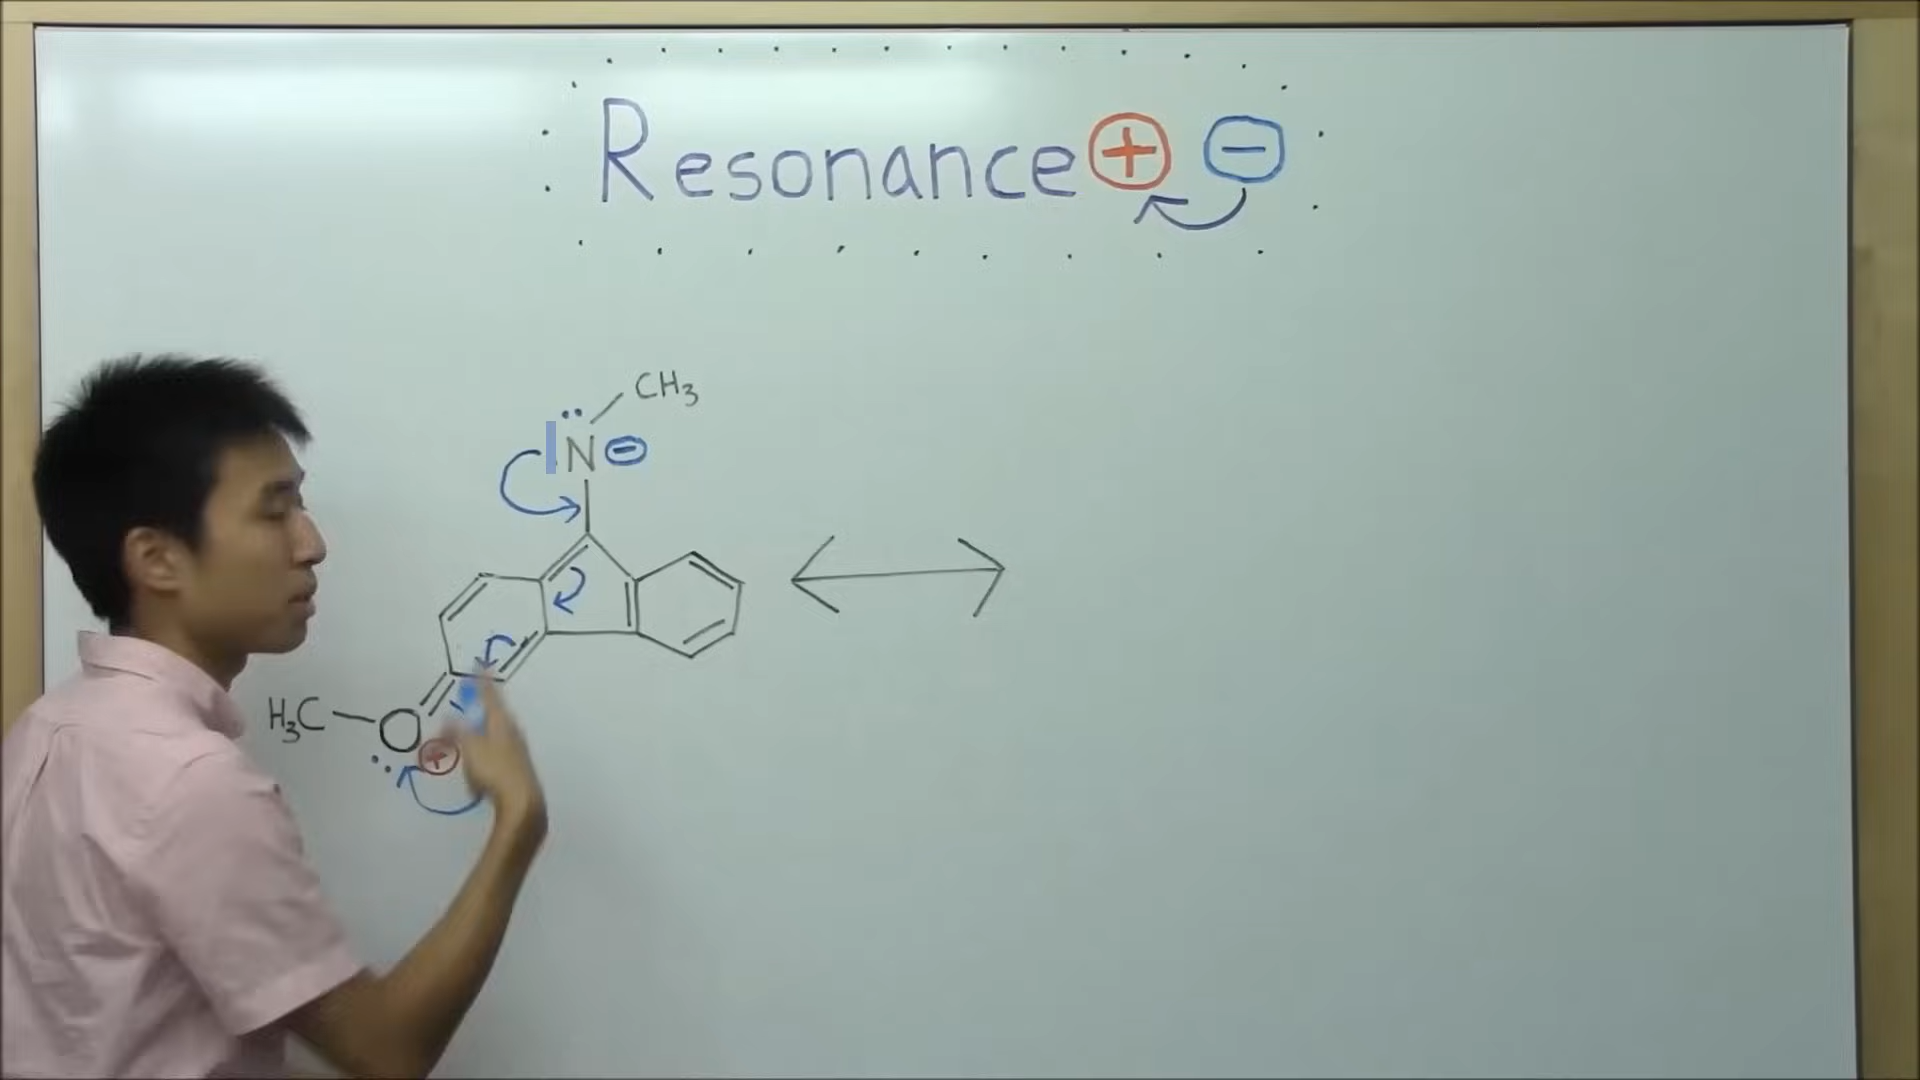 Resonance + −
CH3
N −
H3C O +